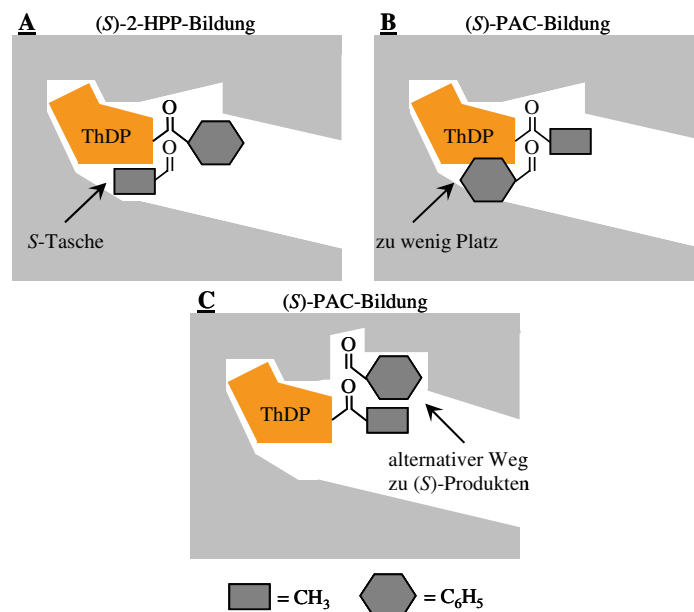 A (S)-2-HPP-Bildung
B (S)-PAC-Bildung
O
ThDP
O
S-Tasche
O
ThDP
O
zu wenig Platz
C (S)-PAC-Bildung
O
O
ThDP
alternativer Weg
zu (S)-Produkten
= CH₃
= C₆H₅